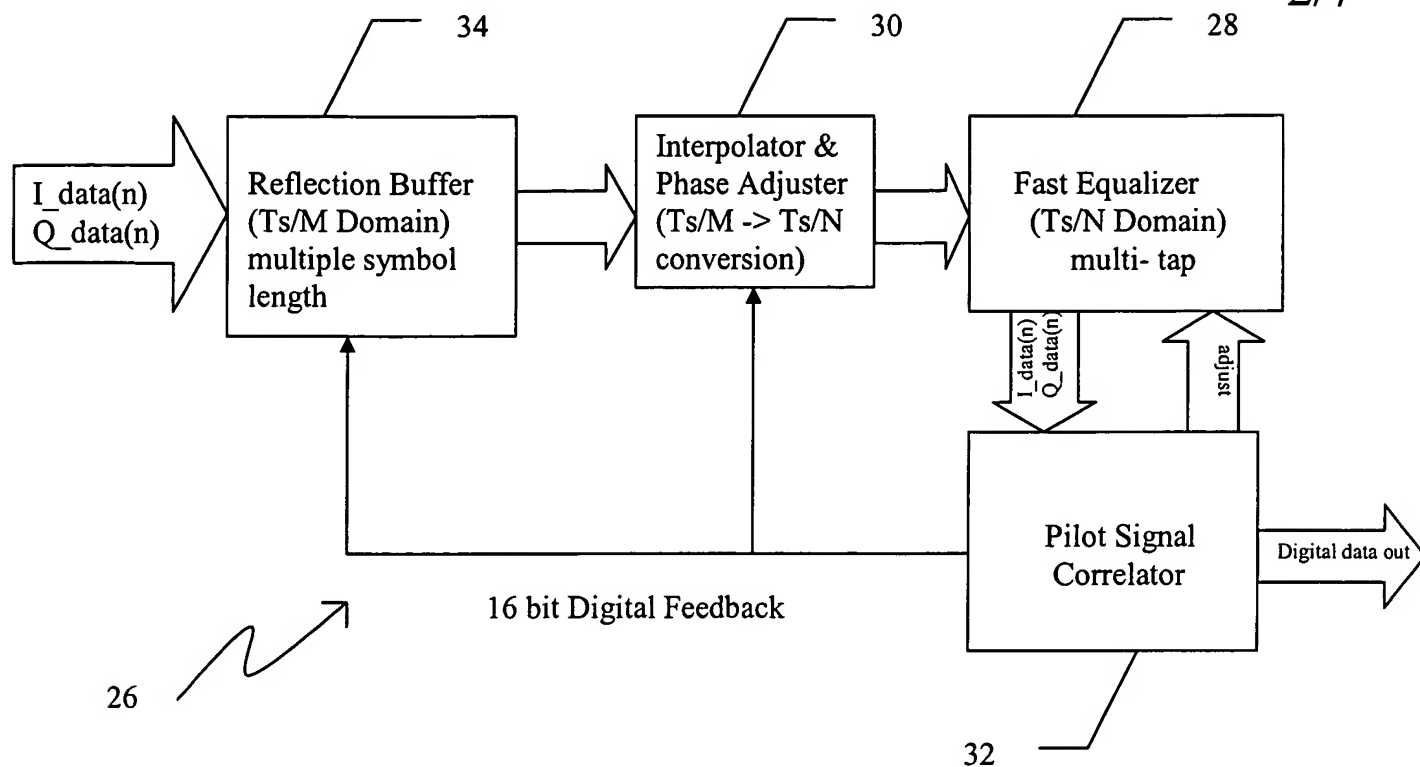 34
30
28
I_data(n)
Q_data(n)
Reflection Buffer
(Ts/M Domain)
multiple symbol
length
Interpolator &
Phase Adjuster
(Ts/M -> Ts/N
conversion)
Fast Equalizer
(Ts/N Domain)
multi- tap
I_data(n)
Q_data(n)
adjust
Pilot Signal
Correlator
Digital data out
16 bit Digital Feedback
26
32